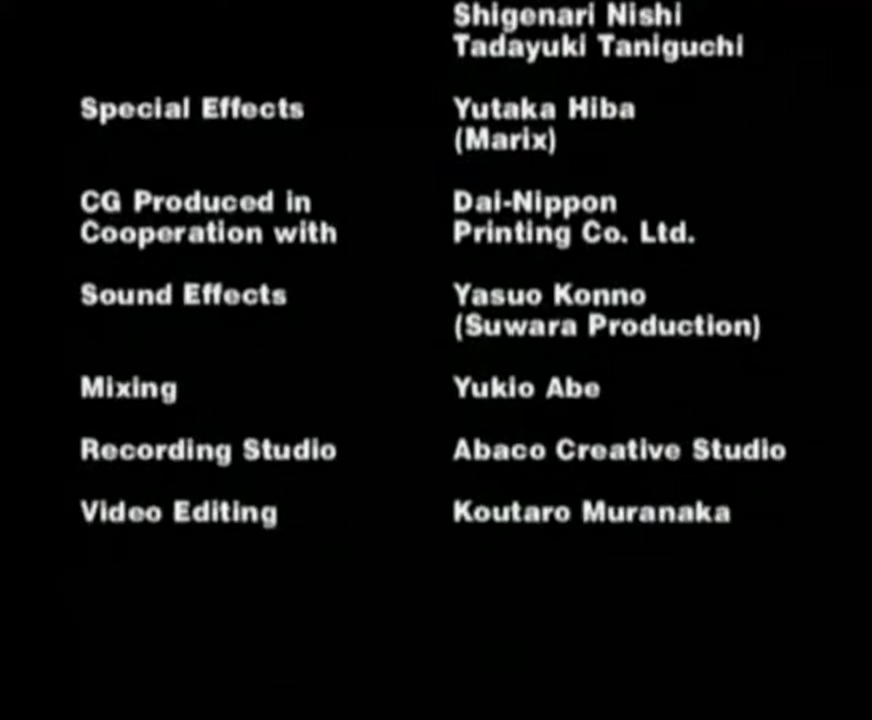 Shigenari Nishi
Tadayuki Taniguchi
Special Effects Yutaka Hiba
(Marix)
CG Produced in Dai-Nippon
Cooperation with Printing Co. Ltd.
Sound Effects Yasuo Konno
(Suwara Production)
Mixing Yukio Abe
Recording Studio Abaco Creative Studio
Video Editing Koutaro Muranaka